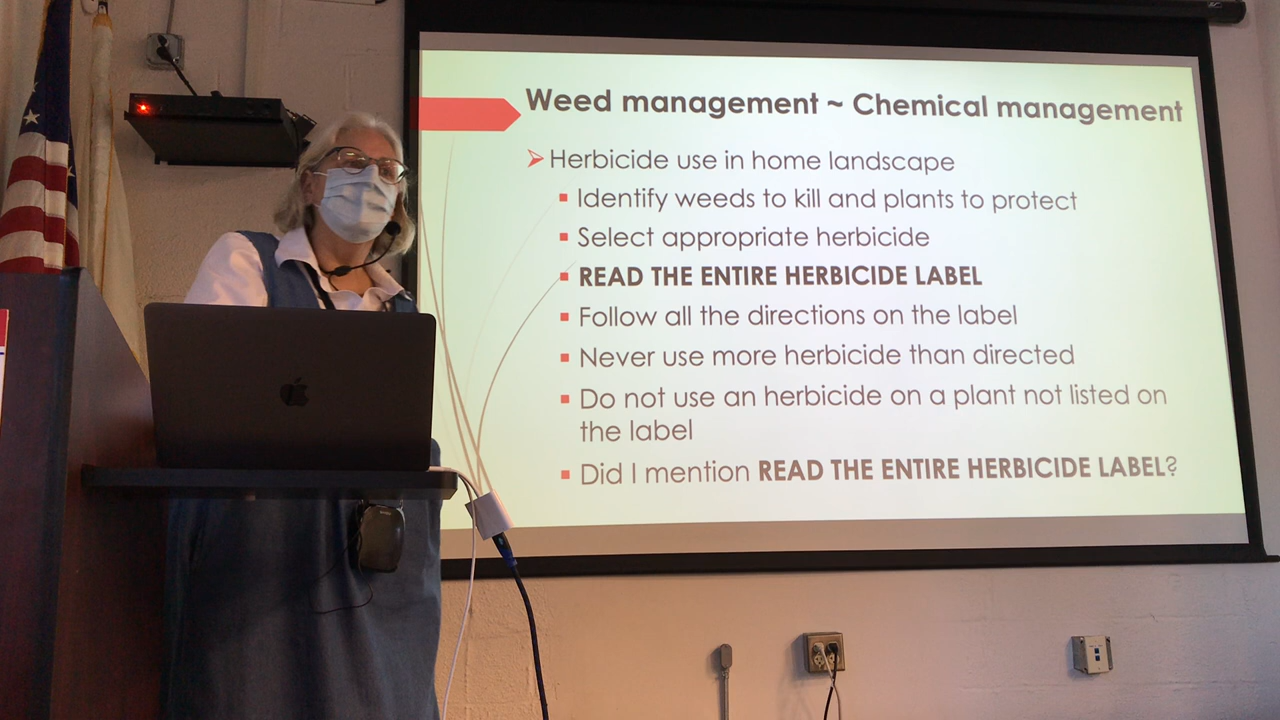 Weed management ~ Chemical management
Herbicide use in home landscape
Identify weeds to kill and plants to protect
Select appropriate herbicide
READ THE ENTIRE HERBICIDE LABEL
Follow all the directions on the label
Never use more herbicide than directed
Do not use an herbicide on a plant not listed on
the label
Did I mention READ THE ENTIRE HERBICIDE LABEL?